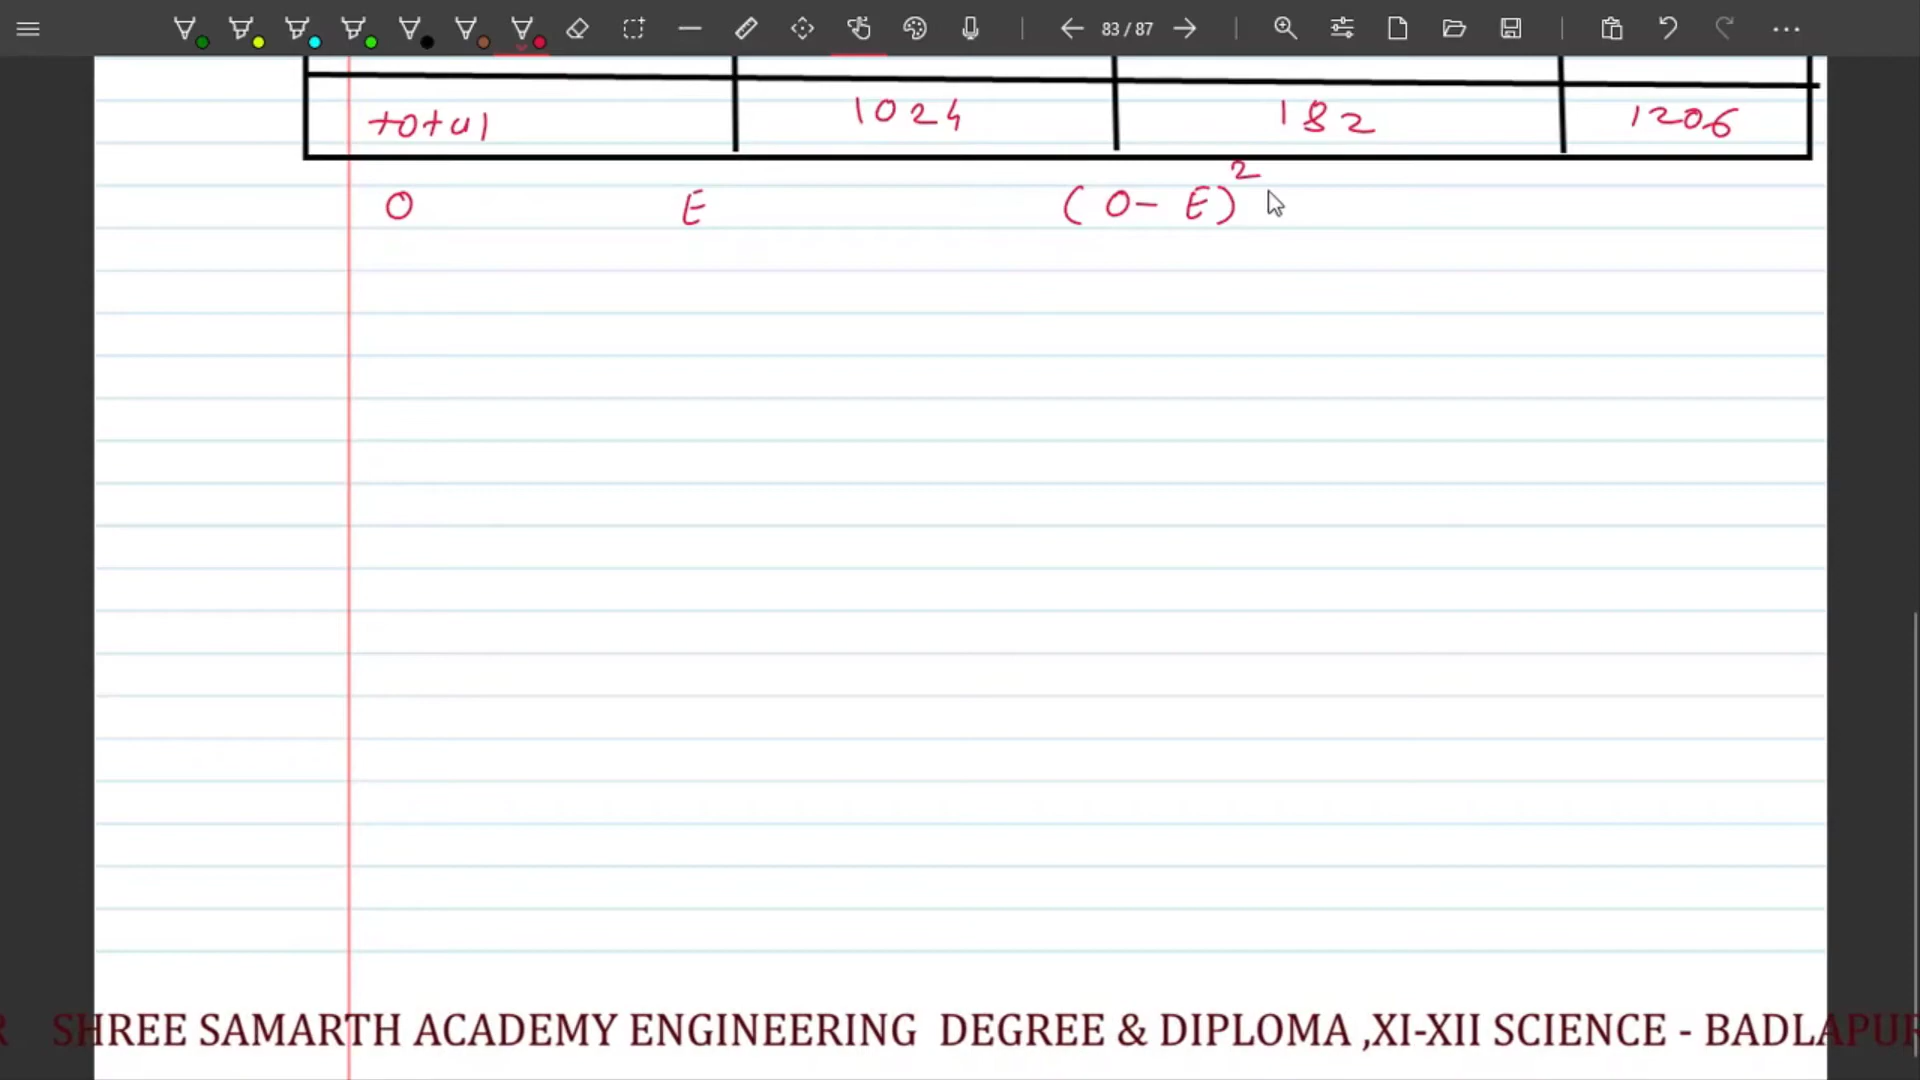 83 / 87
total 1024 182 1206
O E (O - E)²
R SHREE SAMARTH ACADEMY ENGINEERING DEGREE & DIPLOMA ,XI-XII SCIENCE - BADLAPUR